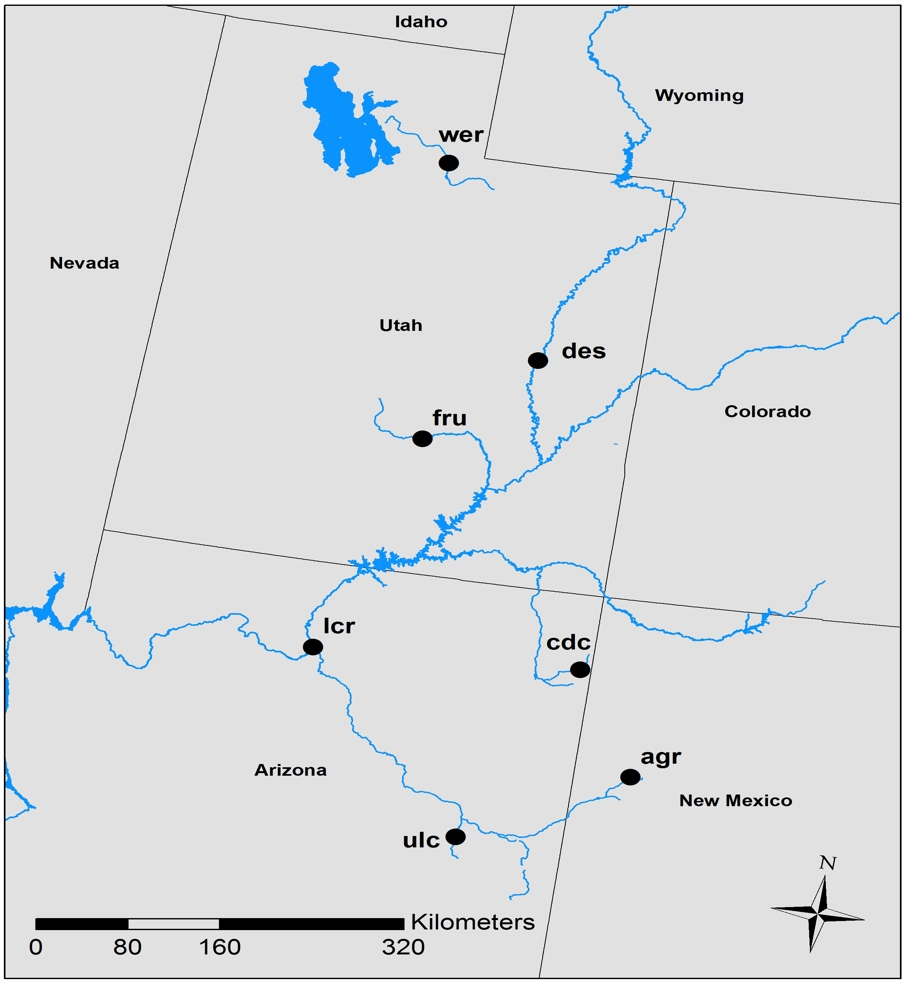 Idaho
Wyoming
wer
Nevada
Utah
des
Colorado
fru
lcr
cdc
agr
Arizona
New Mexico
ulc
N
Kilometers
0 80 160 320